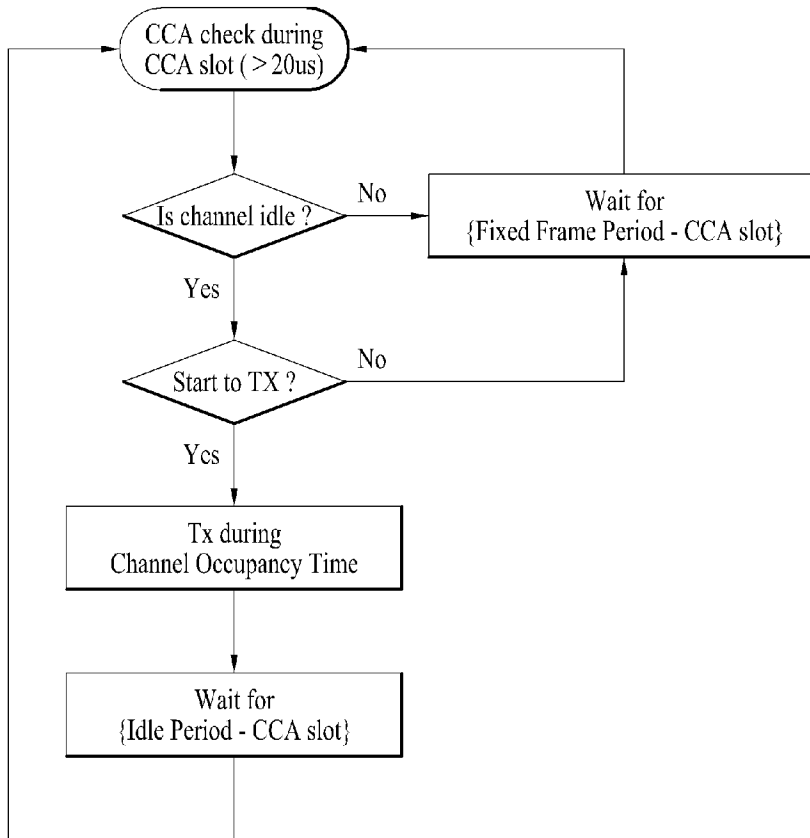 CCA check during
CCA slot ( > 20us)
Is channel idle ?
No
Wait for
{Fixed Frame Period - CCA slot}
Yes
Start to TX ?
No
Yes
Tx during
Channel Occupancy Time
Wait for
{Idle Period - CCA slot}